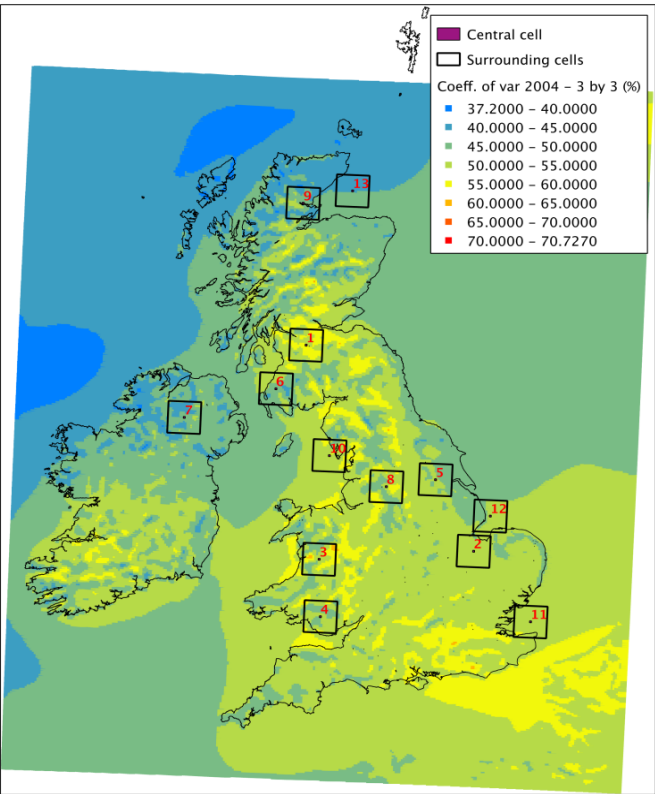 Central cell
Surrounding cells
Coeff. of var 2004 - 3 by 3 (%)
37.2000 - 40.0000
40.0000 - 45.0000
45.0000 - 50.0000
50.0000 - 55.0000
55.0000 - 60.0000
60.0000 - 65.0000
65.0000 - 70.0000
70.0000 - 70.7270
13
9
1
6
7
10
5
8
12
2
3
4
11